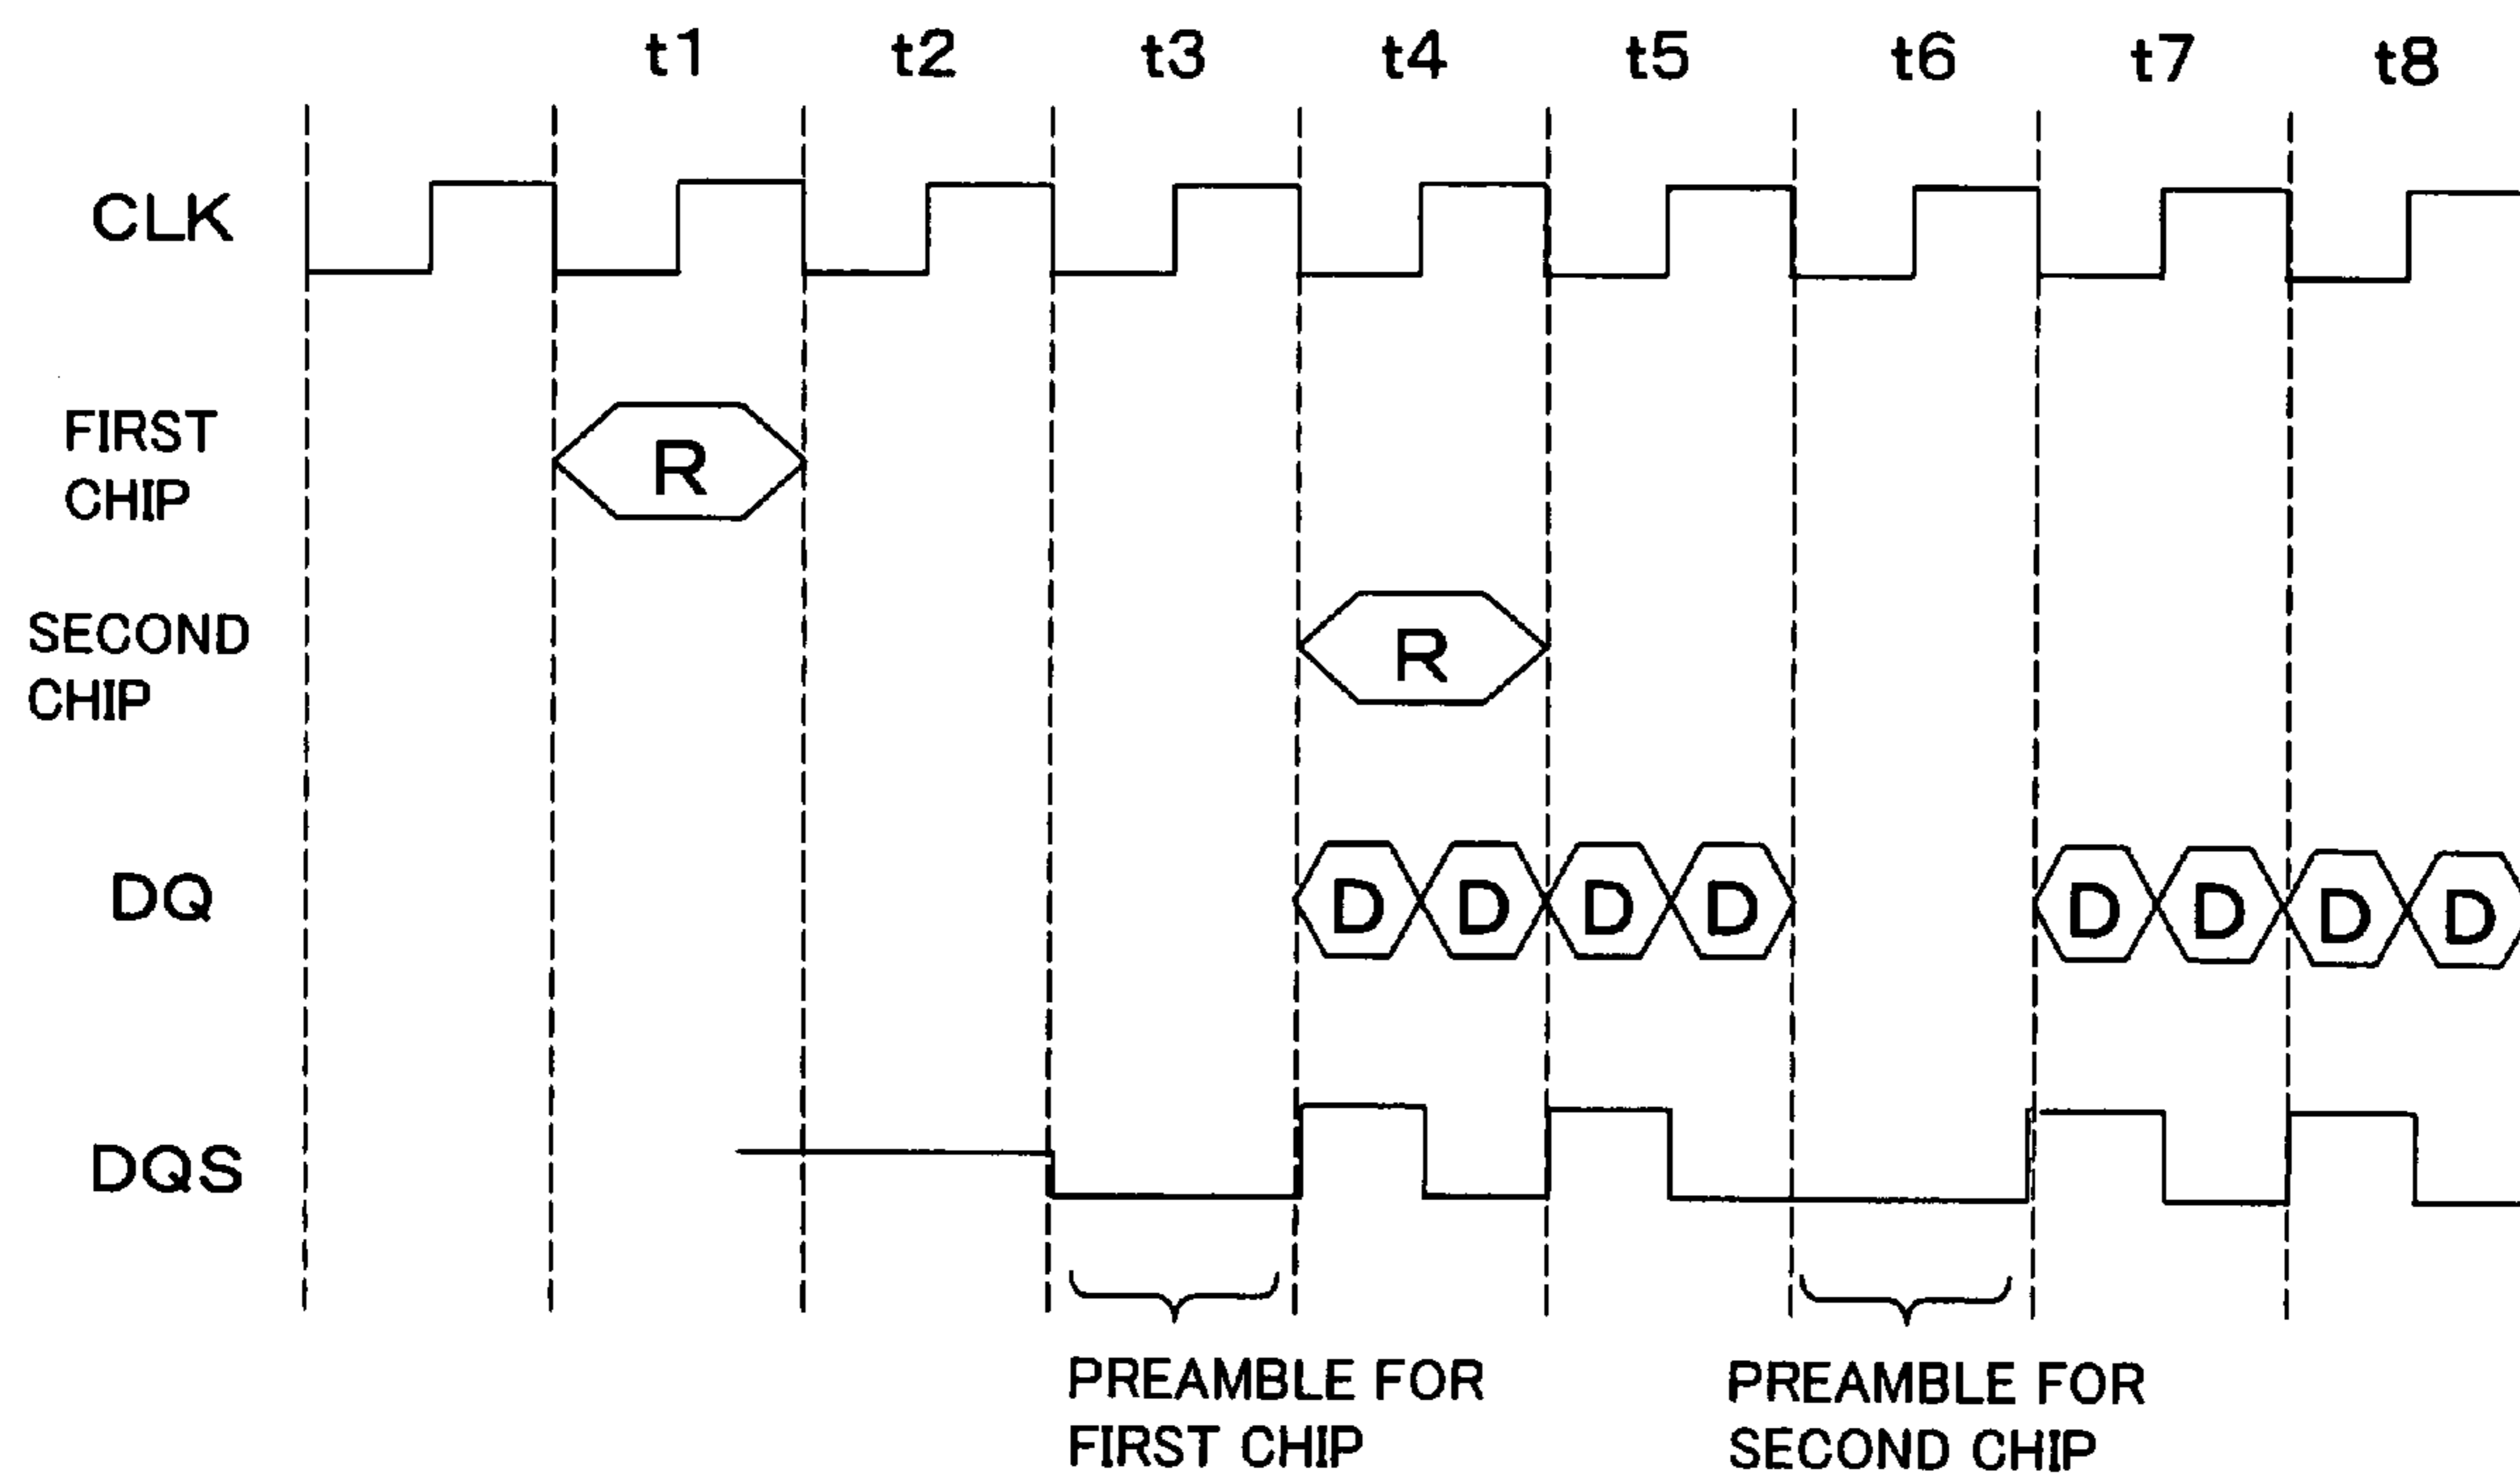 t1 t2 t3 t4 t5 t6 t7 t8
CLK
FIRST
CHIP
R
SECOND
CHIP
R
DQ
D D D D D D D D
DQS
PREAMBLE FOR
FIRST CHIP
PREAMBLE FOR
SECOND CHIP